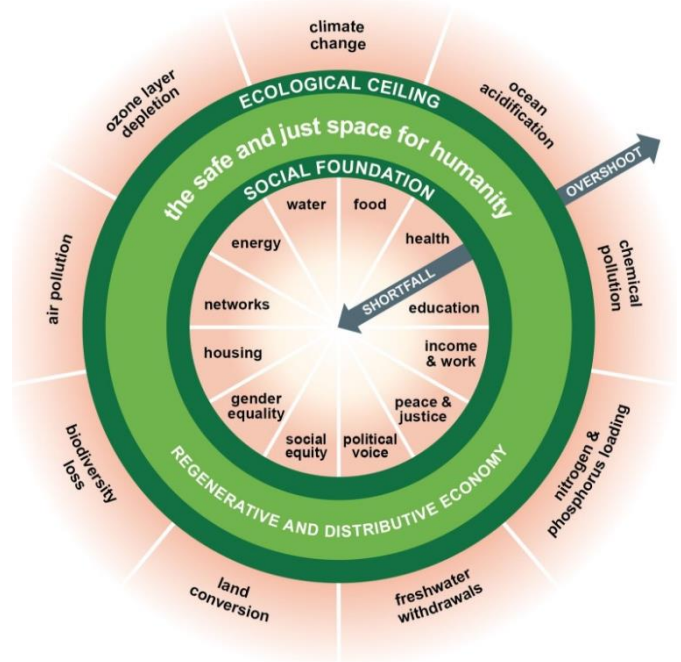 climate
change
ocean
acidification
chemical
pollution
nitrogen &
phosphorus loading
freshwater
withdrawals
land
conversion
biodiversity
loss
air pollution
ozone layer
depletion
ECOLOGICAL CEILING
the safe and just space for humanity
SOCIAL FOUNDATION
OVERSHOOT
SHORTFALL
water
food
health
education
income
& work
peace &
justice
political
voice
social
equity
gender
equality
housing
networks
energy
REGENERATIVE AND DISTRIBUTIVE ECONOMY